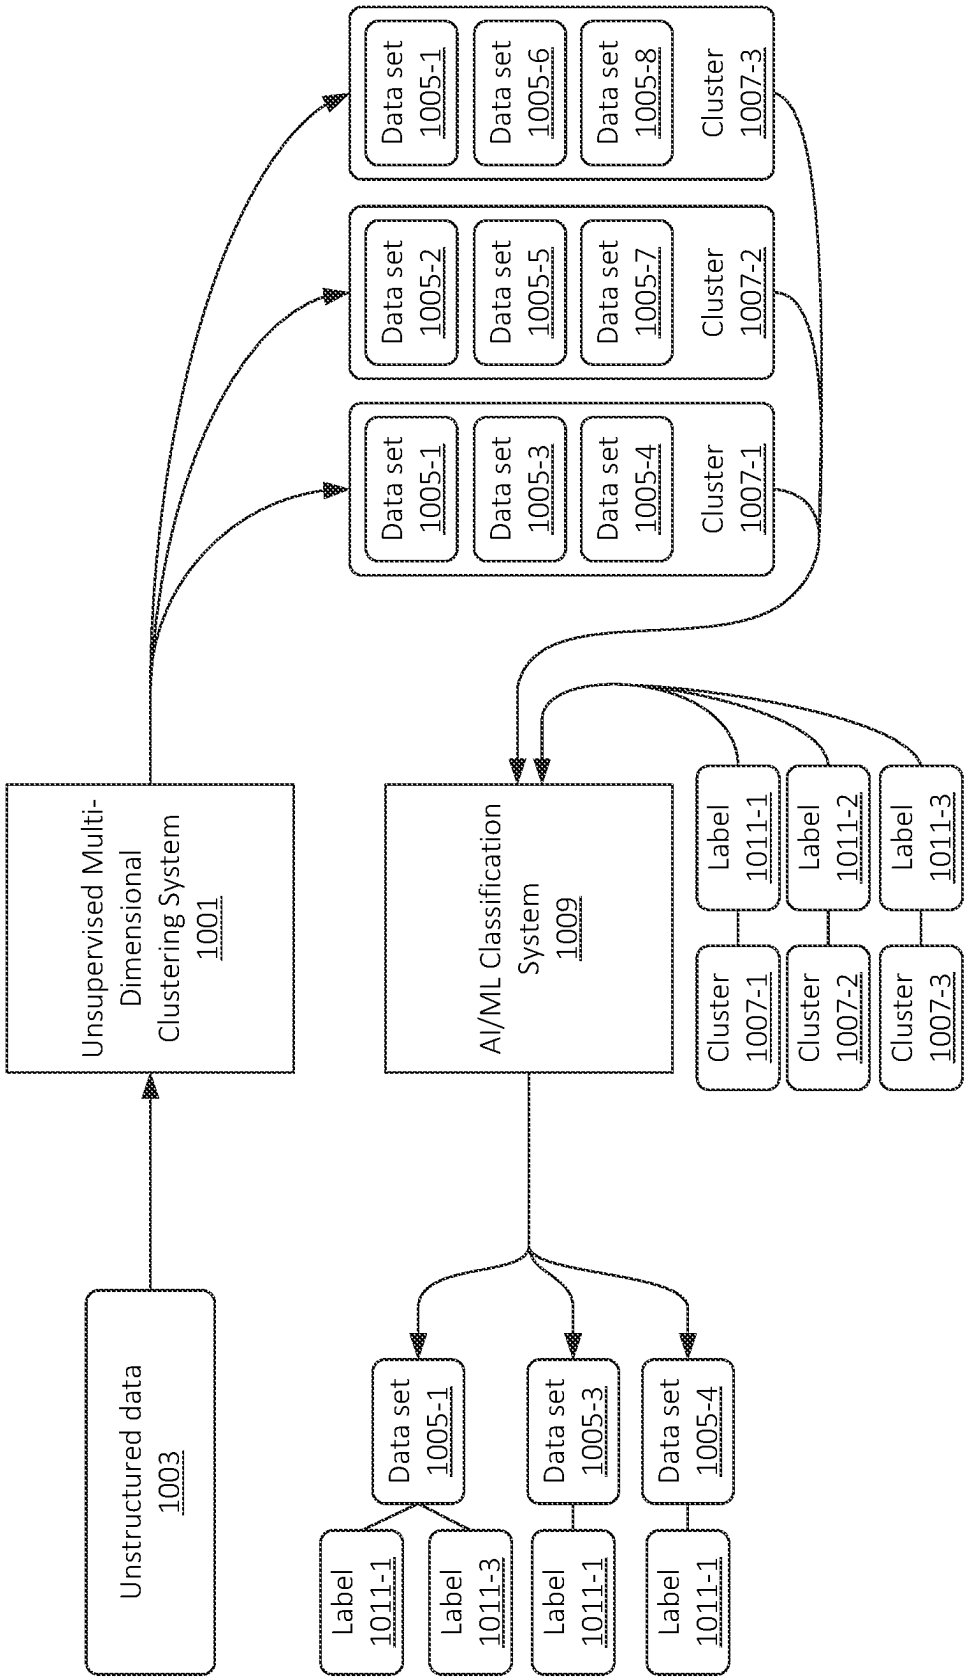 Unstructured data
1003
Unsupervised Multi-
Dimensional
Clustering System
1001
Data set
1005-1
Data set
1005-3
Data set
1005-4
Cluster
1007-1
Data set
1005-2
Data set
1005-5
Data set
1005-7
Cluster
1007-2
Data set
1005-1
Data set
1005-6
Data set
1005-8
Cluster
1007-3
Label
1011-1
Label
1011-3
Data set
1005-1
Label
1011-1
Data set
1005-3
Label
1011-1
Data set
1005-4
AI/ML Classification
System
1009
Cluster
1007-1
Label
1011-1
Cluster
1007-2
Label
1011-2
Cluster
1007-3
Label
1011-3